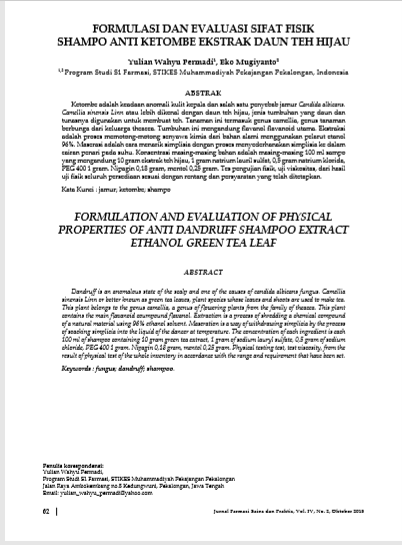 FORMULASI DAN EVALUASI SIFAT FISIK
SHAMPO ANTI KETOMBE EKSTRAK DAUN TEH HIJAU
Yulian Wahyu Permadi¹, Eko Mugiyanto²
¹,² Program Studi S1 Farmasi, STIKES Muhammadiyah Pekajangan Pekalongan, Indonesia
ABSTRAK
Ketombe adalah keadaan anomali kulit kepala dan salah satu penyebab jamur Candida albicans.
Camellia sinensis Linn atau lebih dikenal dengan daun teh hijau, jenis tumbuhan yang daun dan
tunasnya digunakan untuk membuat teh. Tanaman ini termasuk genus camellia, genus tanaman
berbunga dari keluarga theacea. Tumbuhan ini mengandung flavanol flavanoid utama. Ekstraksi
adalah proses memotong-motong senyawa kimia dari bahan alami menggunakan pelarut etanol
96%. Maserasi adalah cara menarik simplisia dengan proses menyodorhanakan simplisia ke dalam
cairan penari pada suhu. Konsentrasi masing-masing bahan adalah masing-masing 100 ml sampo
yang mengandung 10 gram ekstrak teh hijau, 1 gram natrium lauril sulfat, 0,5 gram natrium klorida,
PEG 400 1 gram. Nipagin 0,18 gram, mentol 0,25 gram. Tes pengujian fisik, uji viskositas, dari hasil
uji fisik seluruh persediaan sesuai dengan rentang dan persyaratan yang telah ditetapkan.
Kata Kunci : jamur; ketombe; shampo
FORMULATION AND EVALUATION OF PHYSICAL
PROPERTIES OF ANTI DANDRUFF SHAMPOO EXTRACT
ETHANOL GREEN TEA LEAF
ABSTRACT
Dandruff is an anomalous state of the scalp and one of the causes of candida albicans fungus. Camellia
sinensis Linn or better known as green tea leaves, plant species whose leaves and shoots are used to make tea.
This plant belongs to the genus camellia, a genus of flowering plants from the family of theacea. This plant
contains the main flavonoid compound flavanol. Extraction is a process of shredding a chemical compound
of a natural material using 96% ethanol solvent. Maseration is a way of withdrawing simplicia by the process
of soaking simplicia into the liquid of the dancer at temperature. The concentration of each ingredient is each
100 ml of shampoo containing 10 gram green tea extract, 1 gram of sodium lauryl sulfate, 0,5 gram of sodium
chloride, PEG 400 1 gram. Nipagin 0,18 gram, mentol 0,25 gram. Physical testing test, test viscosity, from the
result of physical test of the whole inventory in accordance with the range and requirement that have been set.
Keywords : fungus; dandruff; shampoo.
Penulis korespondensi:
Yulian Wahyu Permadi,
Program Studi S1 Farmasi, STIKES Muhammadiyah Pekajangan Pekalongan
Jalan Raya Ambokembang no.8 Kedungwuni, Pekalongan, Jawa Tengah
Email: yulian_wahyu_permadi@yahoo.com
62 | Jurnal Farmasi Sains dan Praktis, Vol. IV, No. 2, Oktober 2018